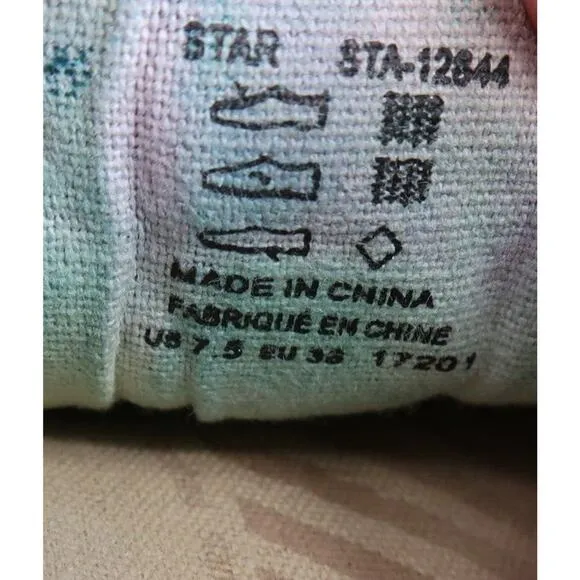 STAR STA-12844
MADE IN CHINA
FABRIQUÉ EN CHINE
US 7.5 EU 38 17201